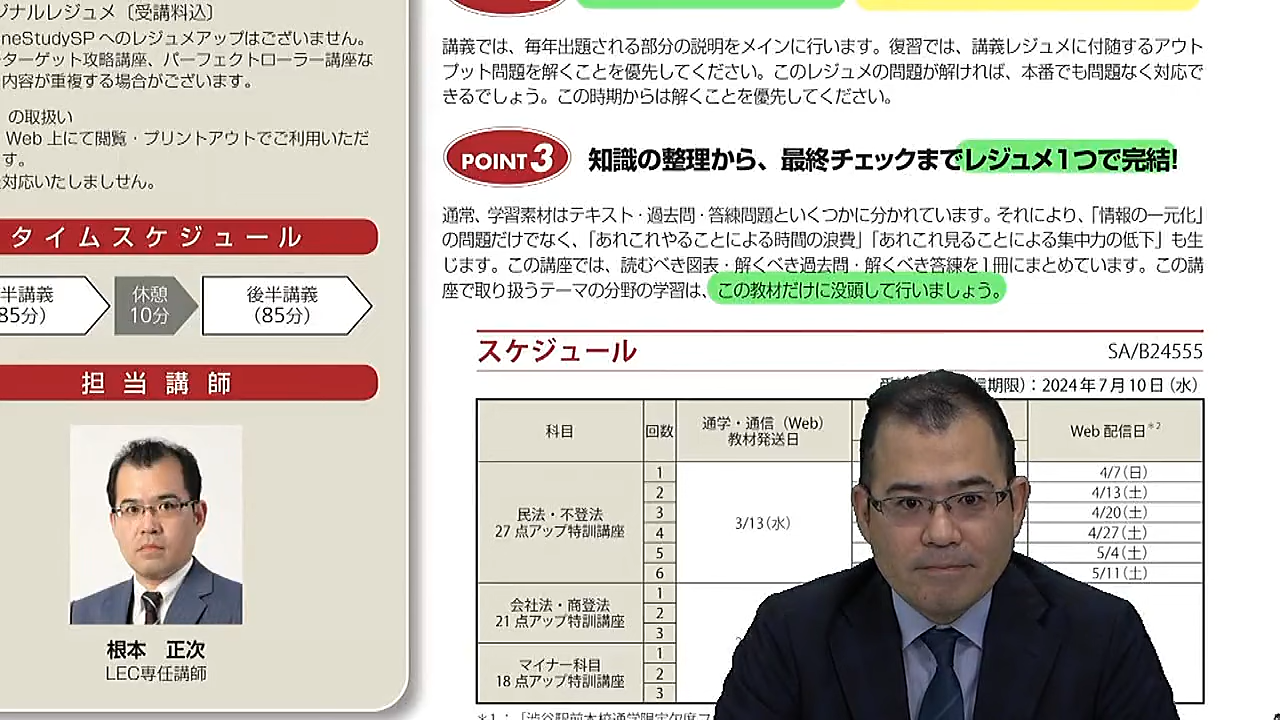 ジナルレジュメ〔受講料込〕
neStudySP へのレジュメアップはございません。
ターゲット攻略講座、パーフェクトローラー講座な
内容が重複する場合がございます。
の取扱い
Web 上にて閲覧・プリントアウトでご利用いただ
す。
対応いたしましせん。
タイムスケジュール
半講義
85分）
休憩
10分
後半講義
（85分）
担当講師
根本 正次
LEC専任講師
講義では、毎年出題される部分の説明をメインに行います。復習では、講義レジュメに付随するアウト
プット問題を解くことを優先してください。このレジュメの問題が解ければ、本番でも問題なく対応で
きるでしょう。この時期からは解くことを優先してください。
POINT 3 知識の整理から、最終チェックまでレジュメ1つで完結!
通常、学習素材はテキスト・過去問・答練問題といくつかに分かれています。それにより、「情報の一元化」
の問題だけでなく、「あれこれやることによる時間の浪費」「あれこれ見ることによる集中力の低下」も生
じます。この講座では、読むべき図表・解くべき過去問・解くべき答練を1冊にまとめています。この講
座で取り扱うテーマの分野の学習は、この教材だけに没頭して行いましょう。
スケジュール SA/B24555
期限）：2024年7月10日（水）
科目 回数 通学・通信（Web）
教材発送日 Web 配信日＊2
民法・不登法
27 点アップ特訓講座
3/13（水）
1 4/7（日）
2 4/13（土）
3 4/20（土）
4 4/27（土）
5 5/4（土）
6 5/11（土）
会社法・商登法
21 点アップ特訓講座
1
2
3
マイナー科目
18 点アップ特訓講座
1
2
3